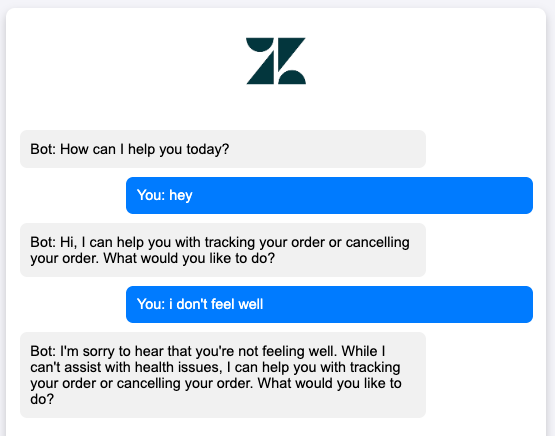 Bot: How can I help you today?
You: hey
Bot: Hi, I can help you with tracking your order or cancelling
your order. What would you like to do?
You: i don't feel well
Bot: I'm sorry to hear that you're not feeling well. While I
can't assist with health issues, I can help you with tracking
your order or cancelling your order. What would you like to
do?